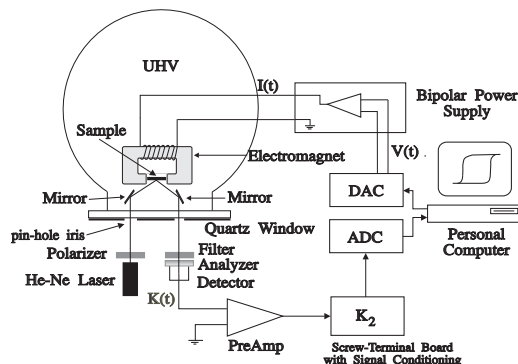 UHV
I(t)
Bipolar Power
Supply
Sample
Electromagnet
V(t)
Mirror
Mirror
DAC
Quartz Window
pin-hole iris
Personal
Computer
ADC
Polarizer
Filter
Analyzer
He-Ne Laser
Detector
K(t)
K2
PreAmp
Screw-Terminal Board
with Signal Conditioning